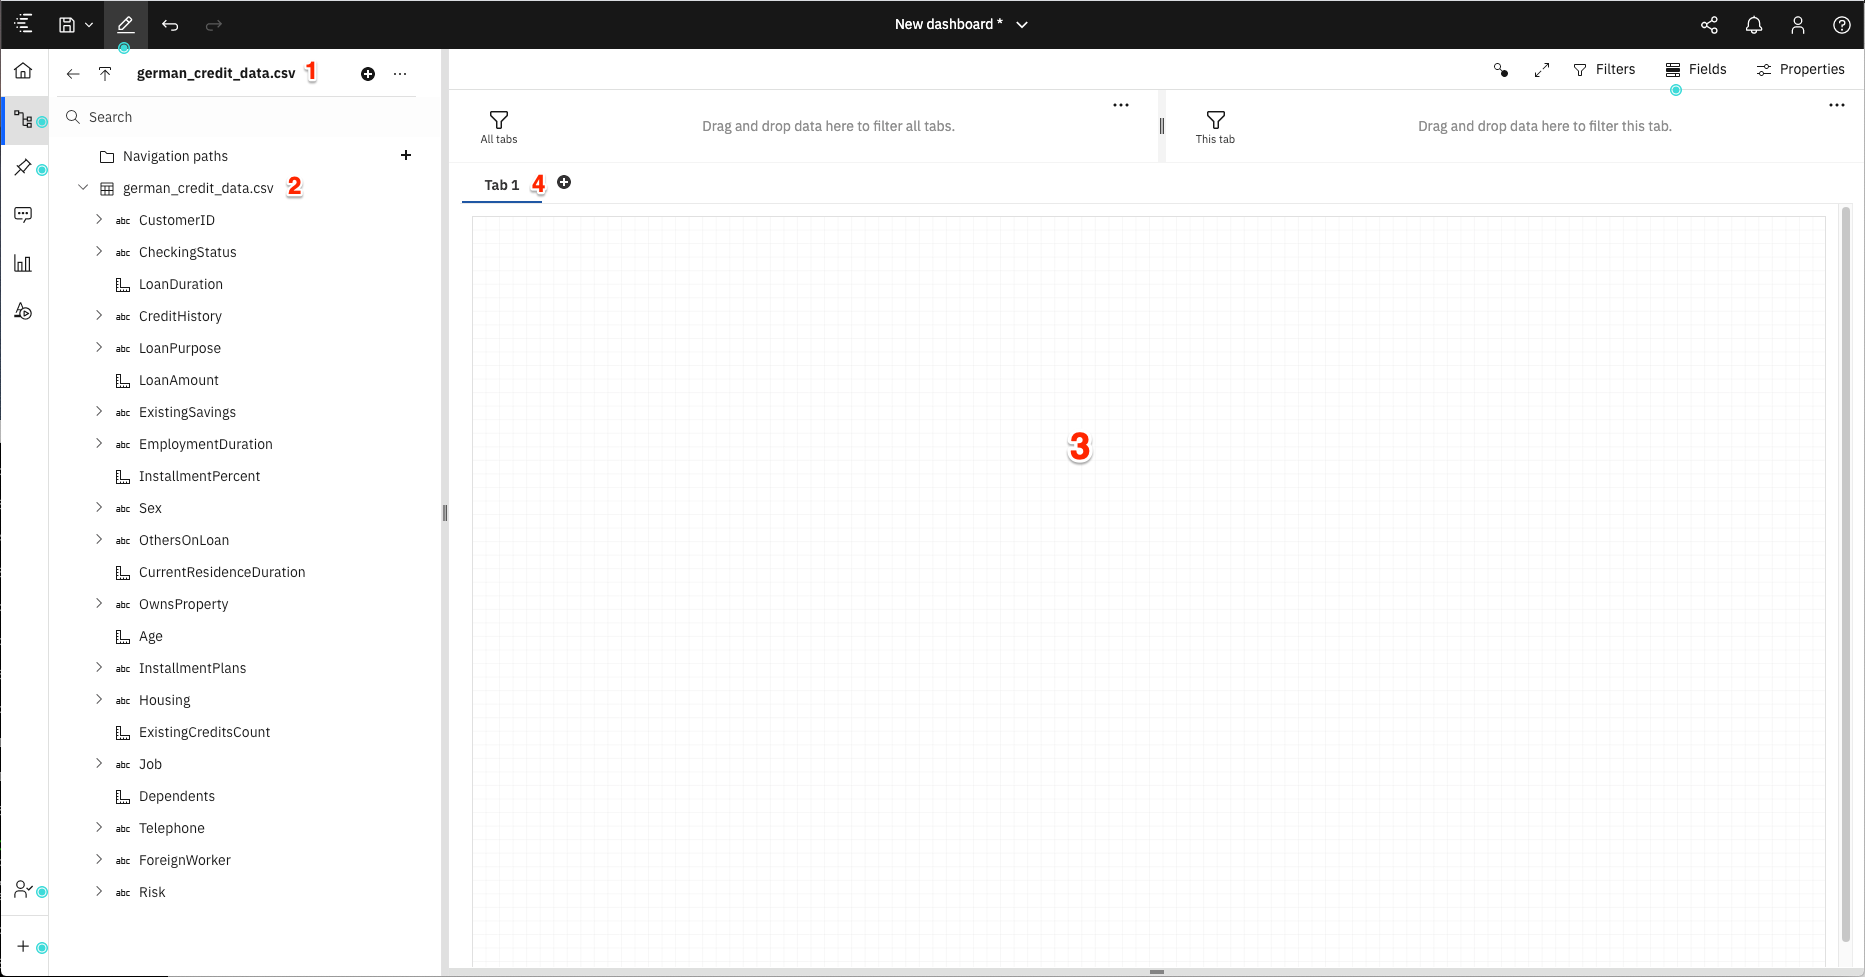 New dashboard *
german_credit_data.csv 1
Filters
Fields
Properties
Search
All tabs
Drag and drop data here to filter all tabs.
This tab
Drag and drop data here to filter this tab.
Navigation paths
german_credit_data.csv 2
Tab 1 4
abc CustomerID
abc CheckingStatus
LoanDuration
abc CreditHistory
abc LoanPurpose
LoanAmount
abc ExistingSavings
abc EmploymentDuration
3
InstallmentPercent
abc Sex
abc OthersOnLoan
CurrentResidenceDuration
abc OwnsProperty
Age
abc InstallmentPlans
abc Housing
ExistingCreditsCount
abc Job
Dependents
abc Telephone
abc ForeignWorker
abc Risk